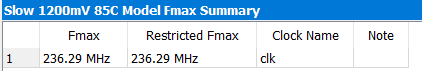 Slow 1200mV 85C Model Fmax Summary
Fmax Restricted Fmax Clock Name Note
1 236.29 MHz 236.29 MHz clk